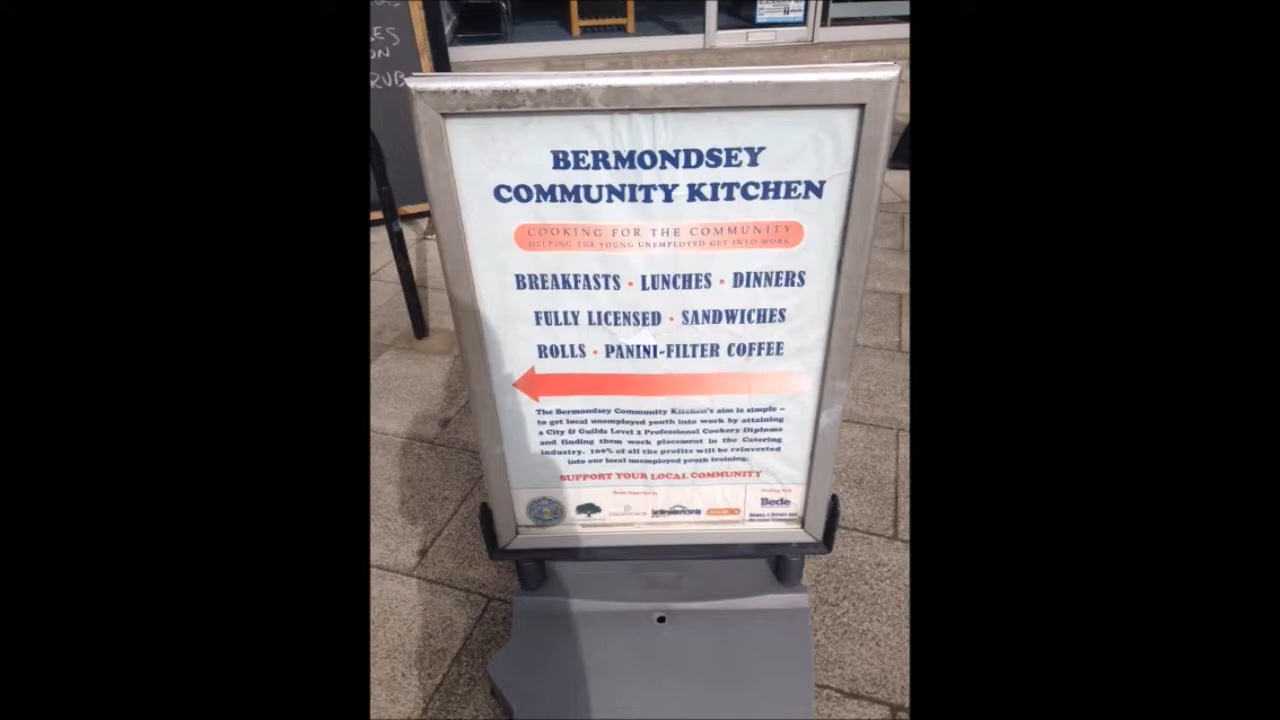 ES
ON
RUB
BERMONDSEY
COMMUNITY KITCHEN
COOKING FOR THE COMMUNITY
HELPING THE YOUNG UNEMPLOYED GET INTO WORK
BREAKFASTS • LUNCHES • DINNERS
FULLY LICENSED • SANDWICHES
ROLLS • PANINI-FILTER COFFEE
The Bermondsey Community Kitchen's aim is simple –
to get local unemployed youth into work by attaining
a City & Guilds Level 2 Professional Cookery Diploma
and finding them work placement in the Catering
industry. 100% of all the profits will be reinvested
into our local unemployed youth training.
SUPPORT YOUR LOCAL COMMUNITY
Bede